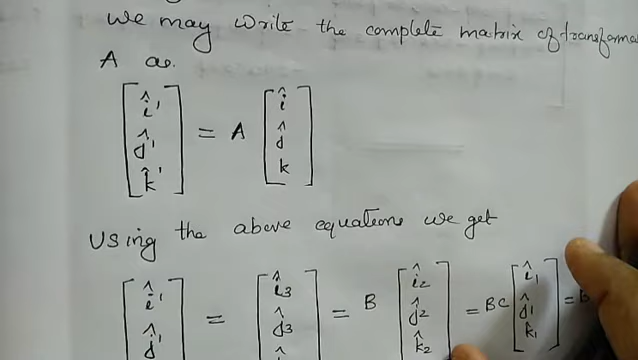 we may write the complete matrix of transforma
A as.
[î' ĵ' k̂'] = A [î ĵ k]
Using the above equations we get
[î' ĵ'] = [î3 ĵ3] = B [î2 ĵ2 k̂2] = BC [î1 ĵ1 k̂1] = B